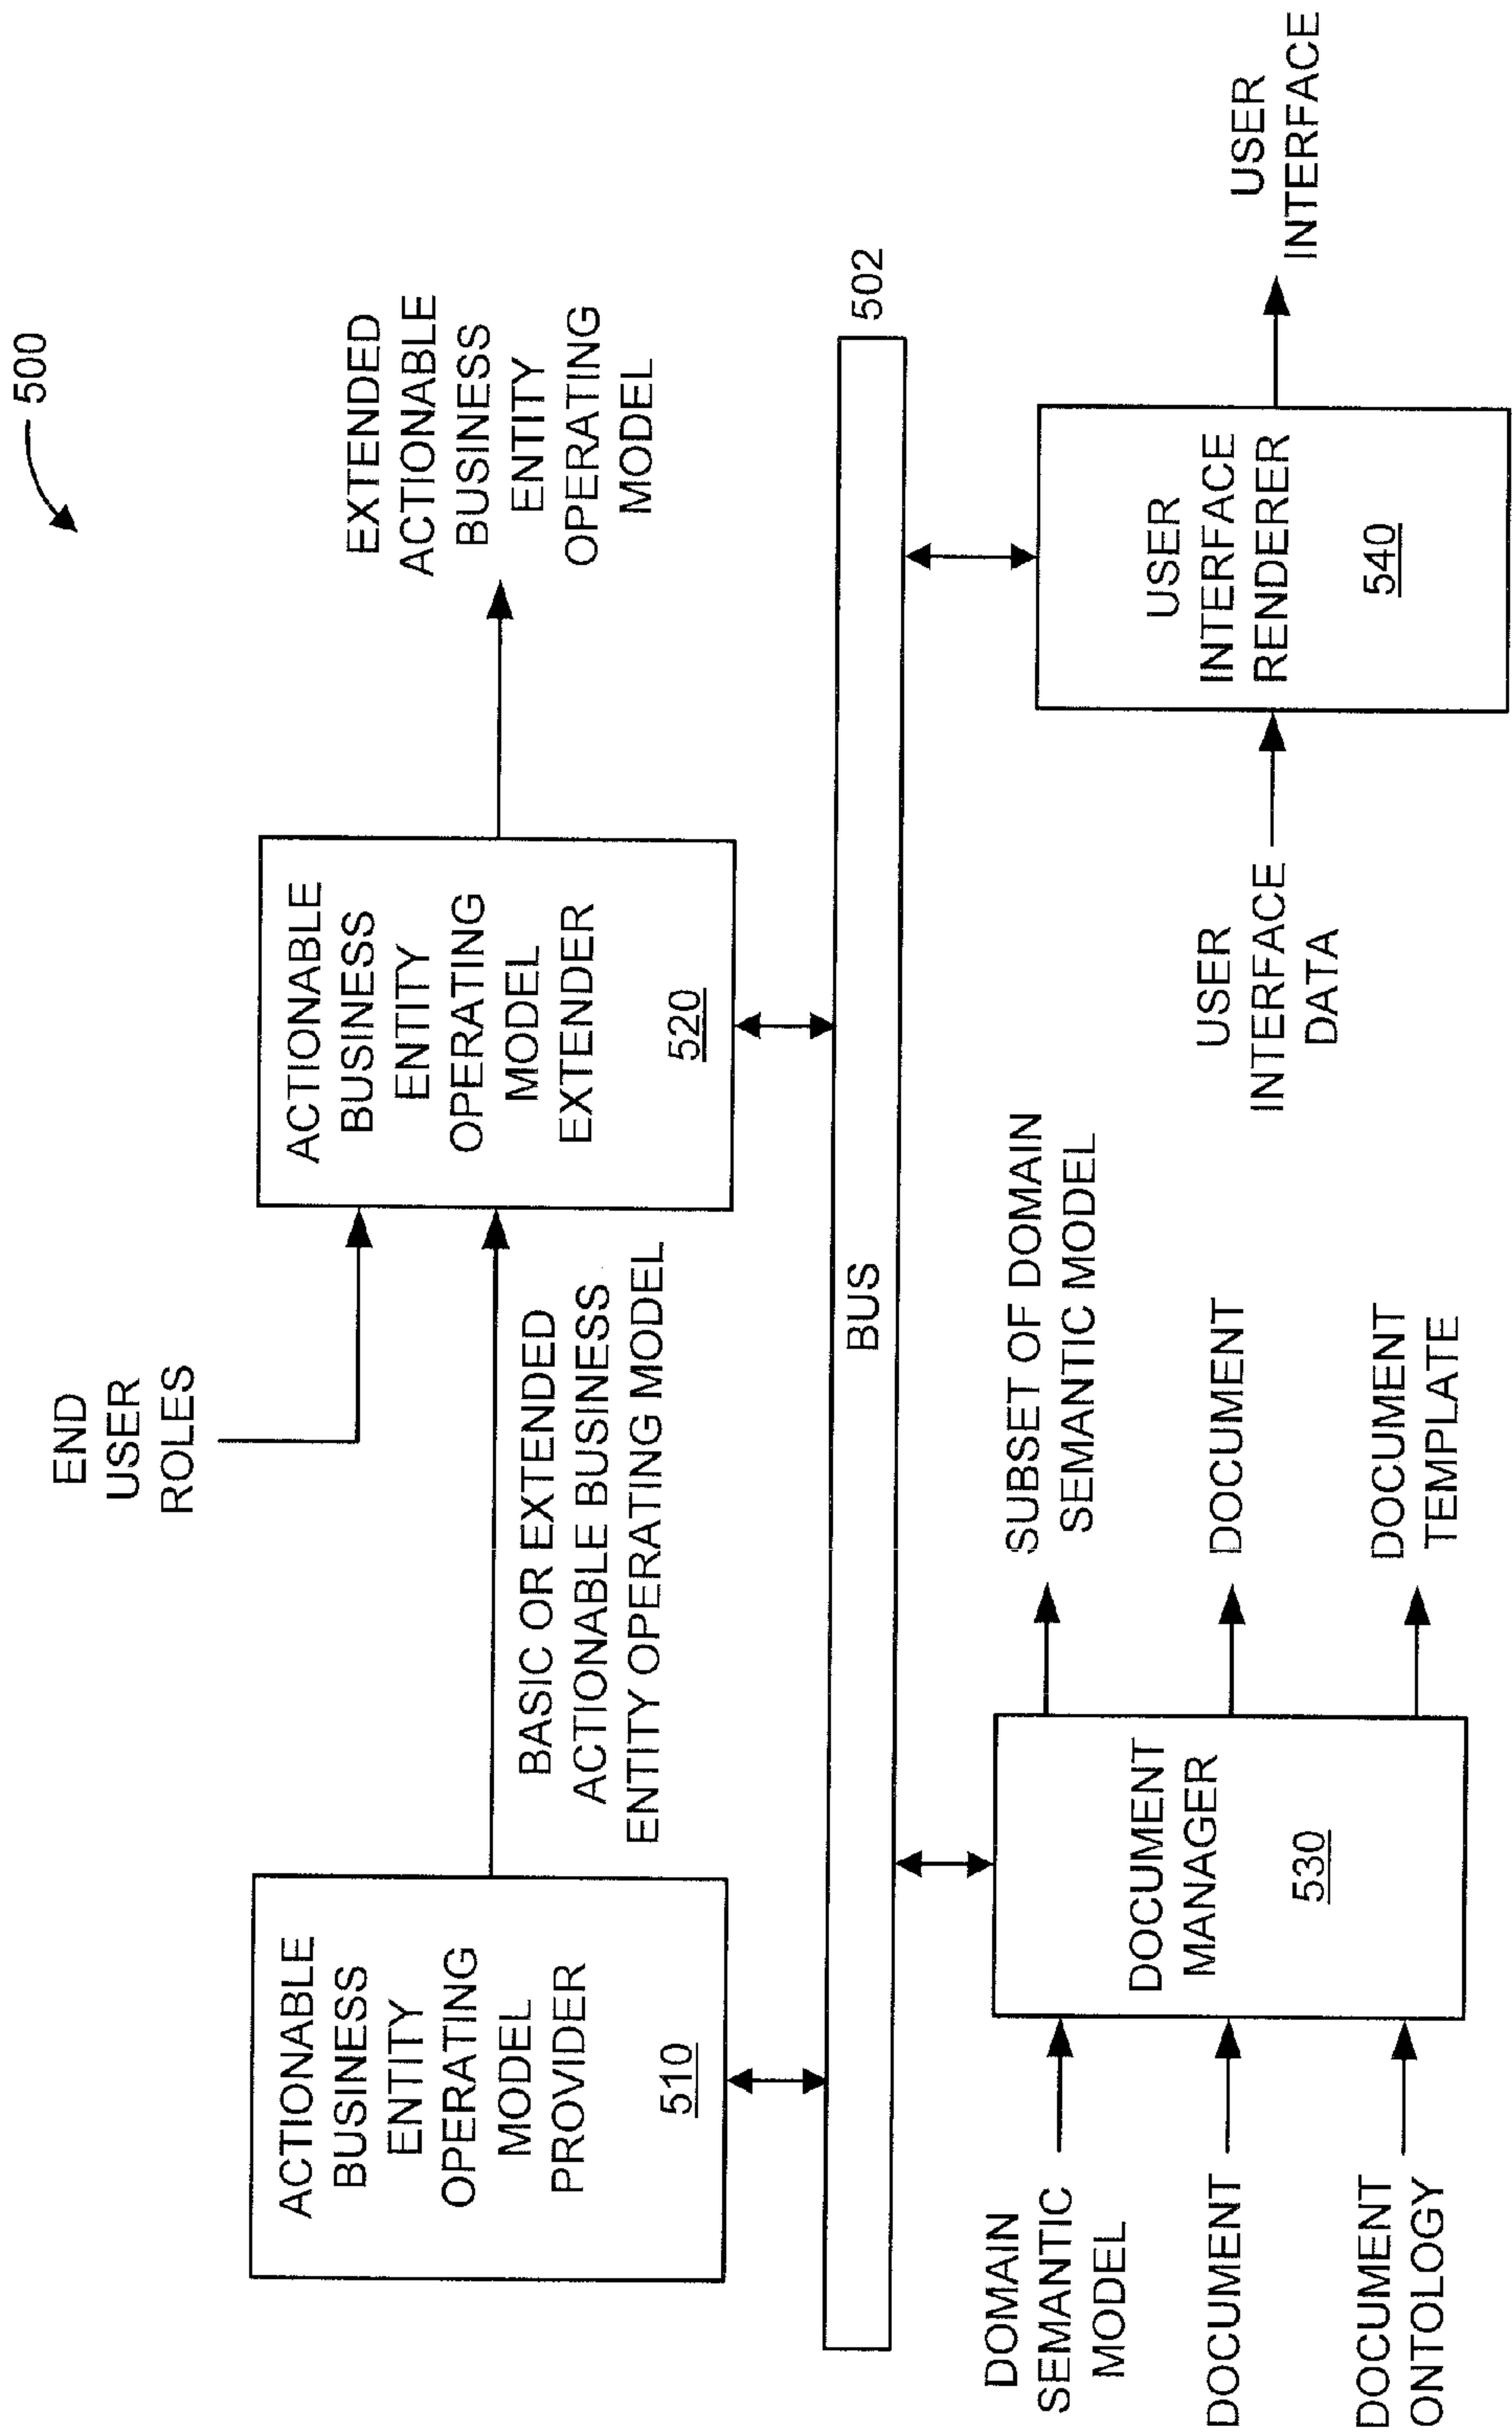 500
END
USER
ROLES
ACTIONABLE
BUSINESS
ENTITY
OPERATING
MODEL
PROVIDER
510
BASIC OR EXTENDED
ACTIONABLE BUSINESS
ENTITY OPERATING MODEL
ACTIONABLE
BUSINESS
ENTITY
OPERATING
MODEL
EXTENDER
520
EXTENDED
ACTIONABLE
BUSINESS
ENTITY
OPERATING
MODEL
BUS
502
DOMAIN
SEMANTIC
MODEL
DOCUMENT
DOCUMENT
ONTOLOGY
DOCUMENT
MANAGER
530
SUBSET OF DOMAIN
SEMANTIC MODEL
DOCUMENT
DOCUMENT
TEMPLATE
USER
INTERFACE
DATA
USER
INTERFACE
RENDERER
540
USER
INTERFACE